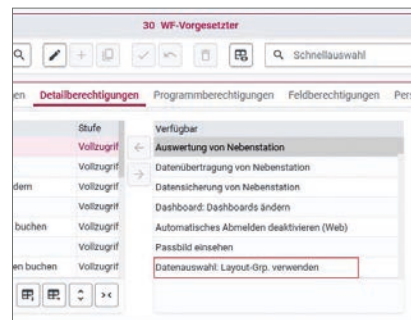 30 WF-Vorgesetzter
Schnellauswahl
en Detailberechtigungen Programmberechtigungen Feldberechtigungen Per
Stufe
Verfügbar
Vollzugrif
Auswertung von Nebenstation
Vollzugrif
Datenübertragung von Nebenstation
Vollzugrif
Datensicherung von Nebenstation
dern Vollzugrif
Dashboard: Dashboards ändern
buchen Vollzugrif
Automatisches Abmelden deaktivieren (Web)
Vollzugrif
Passbild einsehen
en buchen Vollzugrif
Datenauswahl: Layout-Grp. verwenden